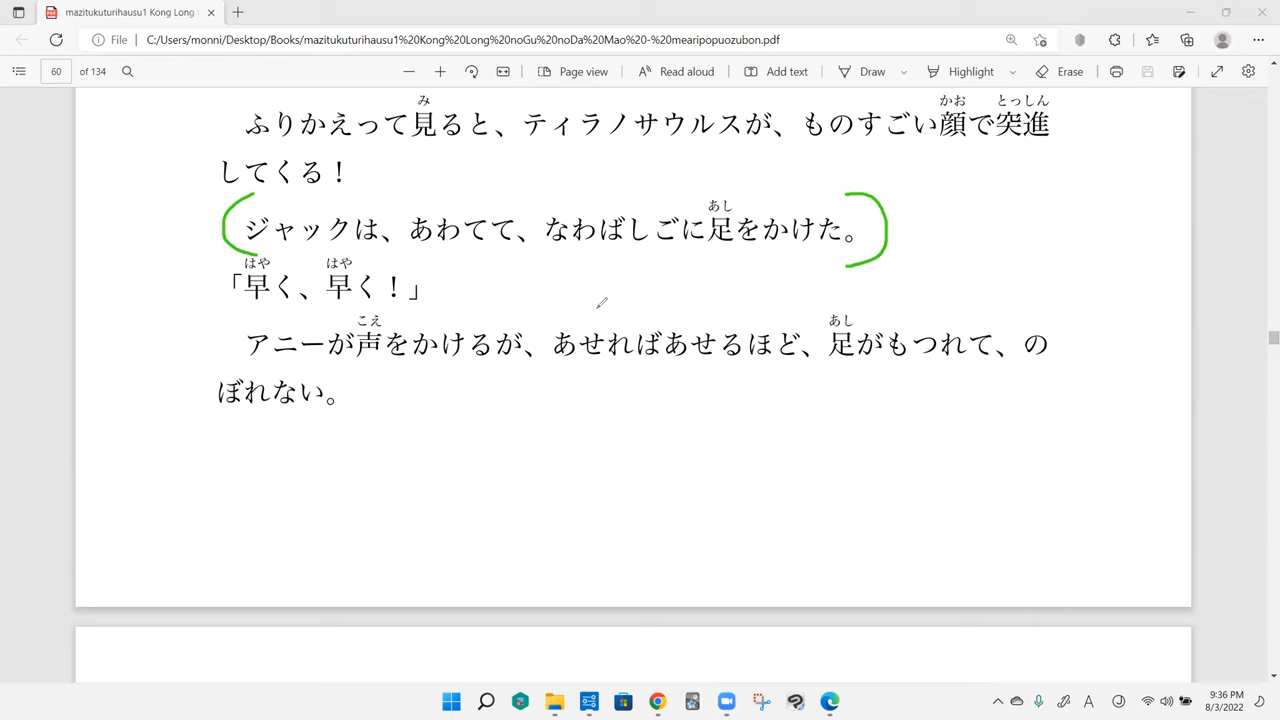 mazitukuturihausu1 Kong Long
File C:/Users/monni/Desktop/Books/mazitukuturihausu1%20Kong%20Long%20noGu%20noDa%20Mao%20-%20mearipopuozubon.pdf
60 of 134 Page view Read aloud Add text Draw Highlight Erase
み かお とっしん
ふりかえって見ると、ティラノサウルスが、ものすごい顔で突進
してくる！
あし
ジャックは、あわてて、なわばしごに足をかけた。
はや はや
「早く、早く！」
こえ あし
アニーが声をかけるが、あせればあせるほど、足がもつれて、の
ぼれない。
9:36 PM
8/3/2022